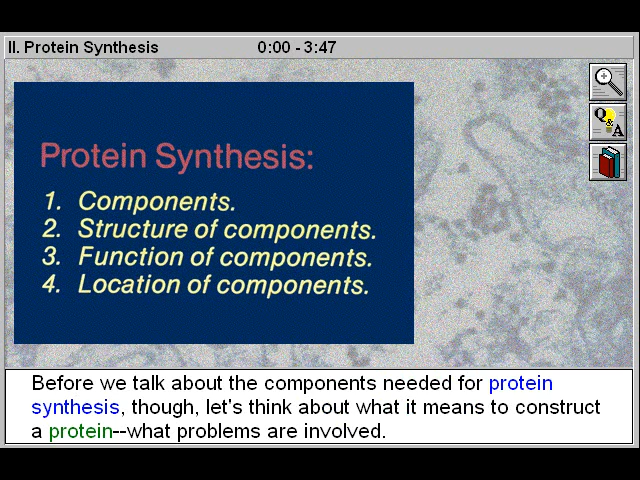 II. Protein Synthesis 0:00 - 3:47
Q&A
Protein Synthesis:
1. Components.
2. Structure of components.
3. Function of components.
4. Location of components.
Before we talk about the components needed for protein
synthesis, though, let's think about what it means to construct
a protein--what problems are involved.